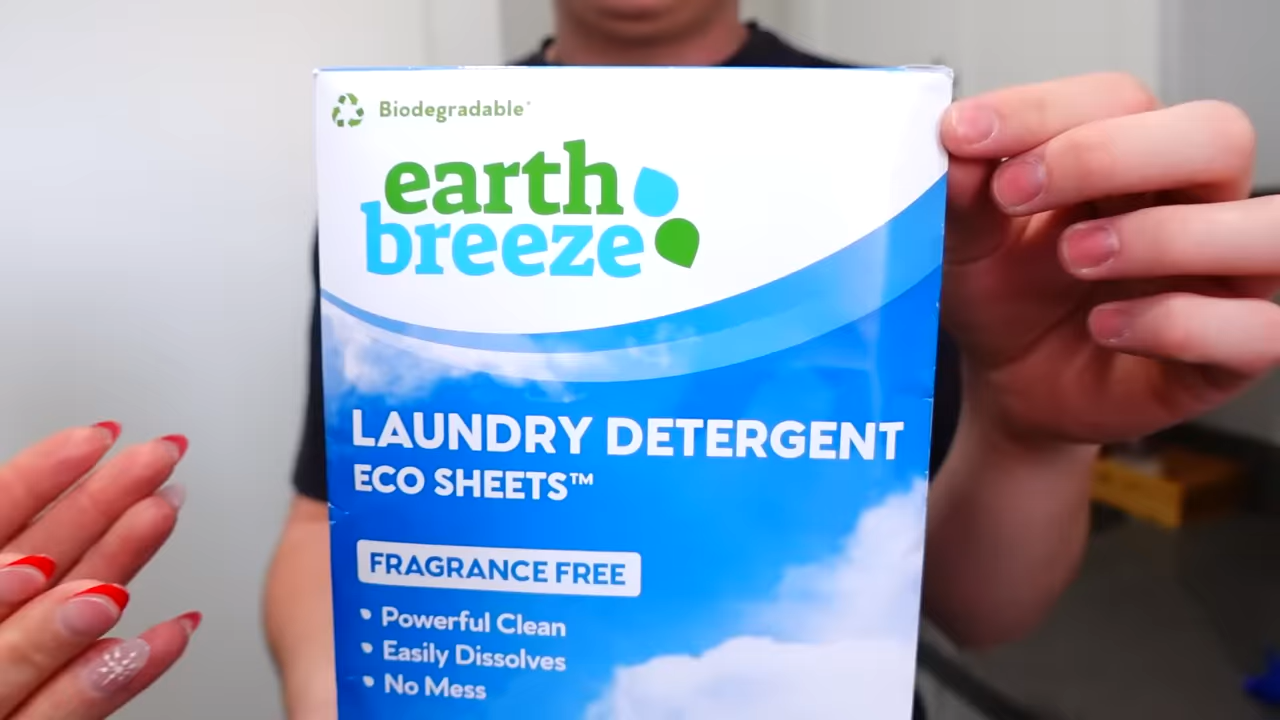 Biodegradable*
earth
breeze
LAUNDRY DETERGENT
ECO SHEETS™
FRAGRANCE FREE
• Powerful Clean
• Easily Dissolves
• No Mess